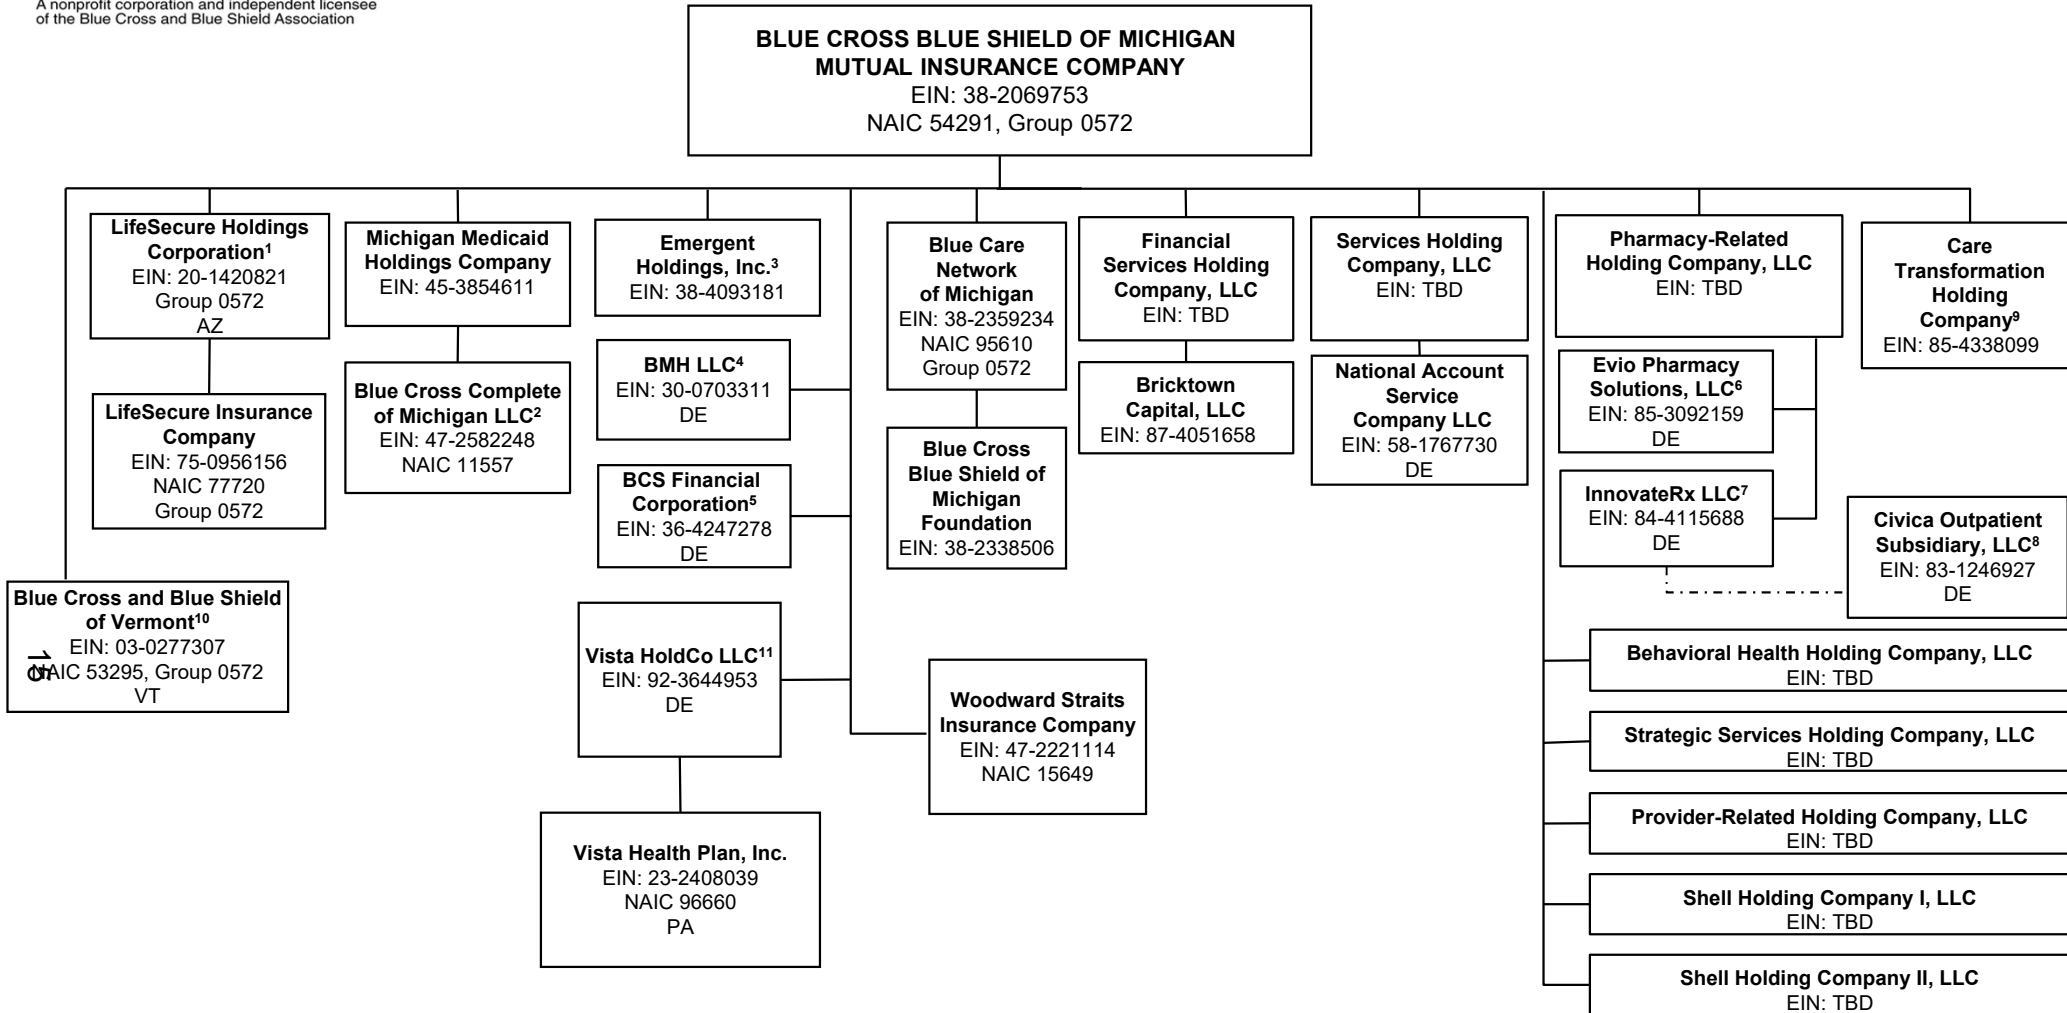 A nonprofit corporation and independent licensee
of the Blue Cross and Blue Shield Association
BLUE CROSS BLUE SHIELD OF MICHIGAN
MUTUAL INSURANCE COMPANY
EIN: 38-2069753
NAIC 54291, Group 0572
LifeSecure Holdings
Corporation¹
EIN: 20-1420821
Group 0572
AZ
Michigan Medicaid
Holdings Company
EIN: 45-3854611
Emergent
Holdings, Inc.³
EIN: 38-4093181
Blue Care
Network
of Michigan
EIN: 38-2359234
NAIC 95610
Group 0572
Financial
Services Holding
Company, LLC
EIN: TBD
Services Holding
Company, LLC
EIN: TBD
Pharmacy-Related
Holding Company, LLC
EIN: TBD
Care
Transformation
Holding
Company⁹
EIN: 85-4338099
LifeSecure Insurance
Company
EIN: 75-0956156
NAIC 77720
Group 0572
Blue Cross Complete
of Michigan LLC²
EIN: 47-2582248
NAIC 11557
BMH LLC⁴
EIN: 30-0703311
DE
BCS Financial
Corporation⁵
EIN: 36-4247278
DE
Blue Cross
Blue Shield of
Michigan
Foundation
EIN: 38-2338506
Bricktown
Capital, LLC
EIN: 87-4051658
National Account
Service
Company LLC
EIN: 58-1767730
DE
Evio Pharmacy
Solutions, LLC⁶
EIN: 85-3092159
DE
InnovateRx LLC⁷
EIN: 84-4115688
DE
Civica Outpatient
Subsidiary, LLC⁸
EIN: 83-1246927
DE
Blue Cross and Blue Shield
of Vermont¹⁰
EIN: 03-0277307
NAIC 53295, Group 0572
VT
15
Vista HoldCo LLC¹¹
EIN: 92-3644953
DE
Woodward Straits
Insurance Company
EIN: 47-2221114
NAIC 15649
Vista Health Plan, Inc.
EIN: 23-2408039
NAIC 96660
PA
Behavioral Health Holding Company, LLC
EIN: TBD
Strategic Services Holding Company, LLC
EIN: TBD
Provider-Related Holding Company, LLC
EIN: TBD
Shell Holding Company I, LLC
EIN: TBD
Shell Holding Company II, LLC
EIN: TBD